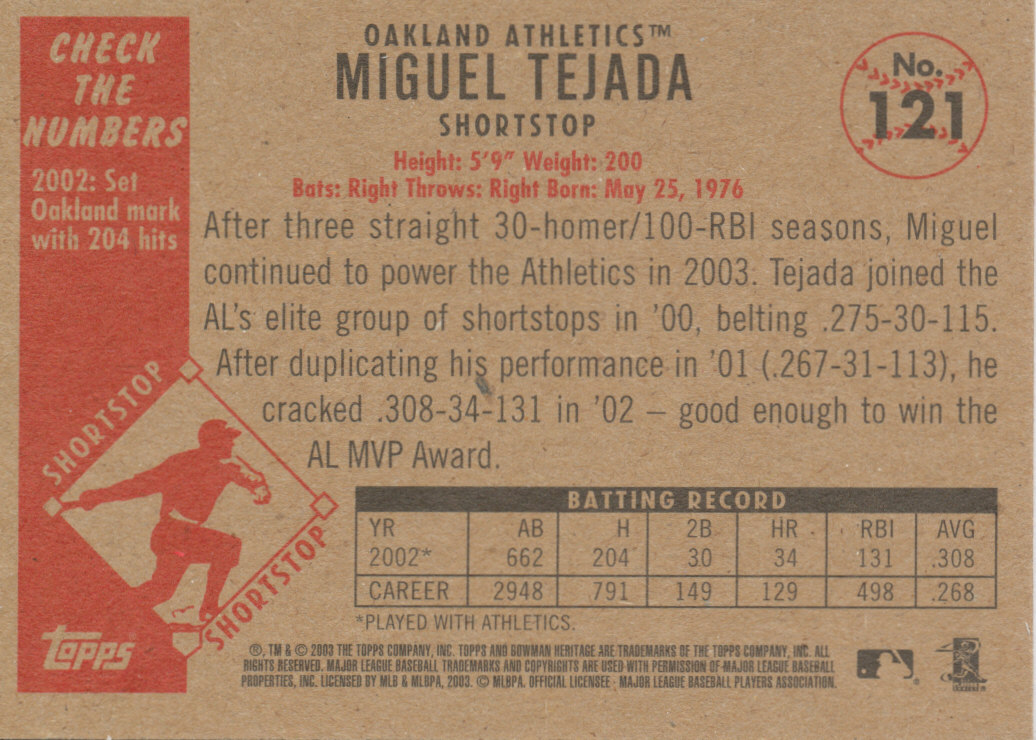 CHECK
THE
NUMBERS
2002: Set
Oakland mark
with 204 hits
OAKLAND ATHLETICS™
MIGUEL TEJADA
SHORTSTOP
Height: 5'9" Weight: 200
Bats: Right Throws: Right Born: May 25, 1976
No.
121
After three straight 30-homer/100-RBI seasons, Miguel
continued to power the Athletics in 2003. Tejada joined the
AL's elite group of shortstops in '00, belting .275-30-115.
After duplicating his performance in '01 (.267-31-113), he
cracked .308-34-131 in '02 – good enough to win the
AL MVP Award.
SHORTSTOP
SHORTSTOP
BATTING RECORD
YR AB H 2B HR RBI AVG
2002* 662 204 30 34 131 .308
CAREER 2948 791 149 129 498 .268
*PLAYED WITH ATHLETICS.
topps
®, TM & © 2003 THE TOPPS COMPANY, INC. TOPPS AND BOWMAN HERITAGE ARE TRADEMARKS OF THE TOPPS COMPANY, INC. ALL
RIGHTS RESERVED. MAJOR LEAGUE BASEBALL TRADEMARKS AND COPYRIGHTS ARE USED WITH PERMISSION OF MAJOR LEAGUE BASEBALL
PROPERTIES, INC. LICENSED BY MLB & MLBPA, 2003. © MLBPA. OFFICIAL LICENSEE - MAJOR LEAGUE BASEBALL PLAYERS ASSOCIATION.